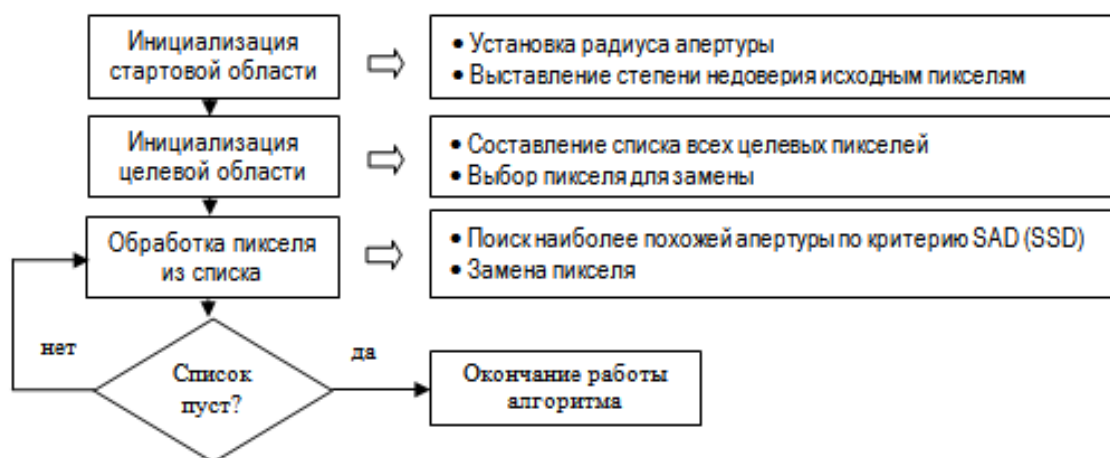 Инициализация
стартовой области
• Установка радиуса апертуры
• Выставление степени недоверия исходным пикселям
Инициализация
целевой области
• Составление списка всех целевых пикселей
• Выбор пикселя для замены
Обработка пикселя
из списка
• Поиск наиболее похожей апертуры по критерию SAD (SSD)
• Замена пикселя
нет
да
Список
пуст?
Окончание работы
алгоритма